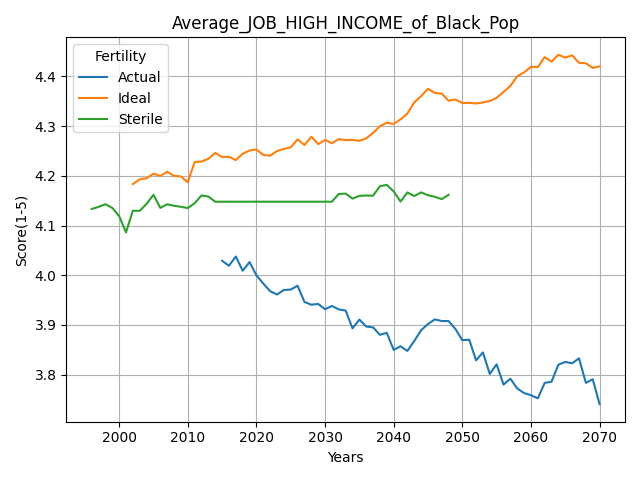 Average_JOB_HIGH_INCOME_of_Black_Pop
Fertility
Actual
Ideal
Sterile
Score(1-5)
4.4
4.3
4.2
4.1
4.0
3.9
3.8
2000 2010 2020 2030 2040 2050 2060 2070
Years